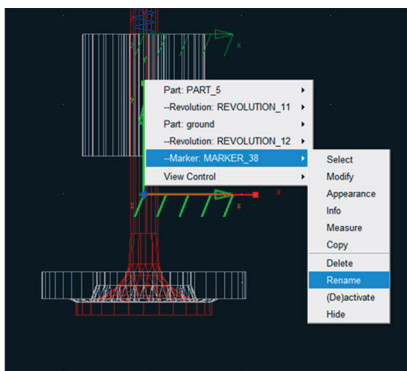 Part: PART_5
--Revolution: REVOLUTION_11
Part: ground
--Revolution: REVOLUTION_12
--Marker: MARKER_38
View Control
Select
Modify
Appearance
Info
Measure
Copy
Delete
Rename
(De)activate
Hide